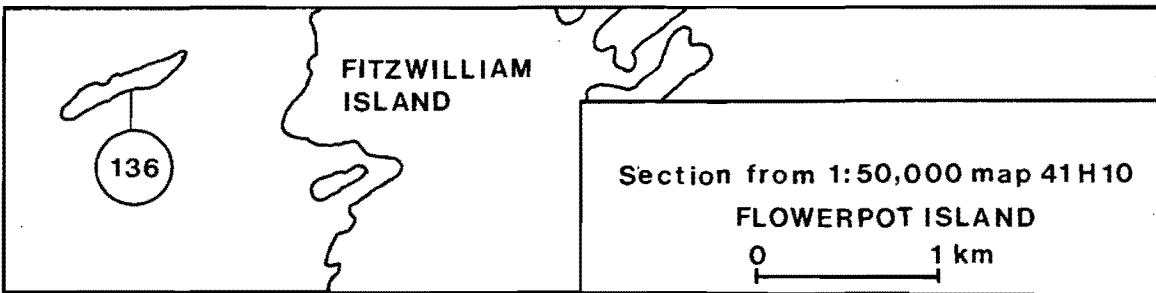 FITZWILLIAM
ISLAND
136
Section from 1:50,000 map 41H10
FLOWERPOT ISLAND
0 1 km